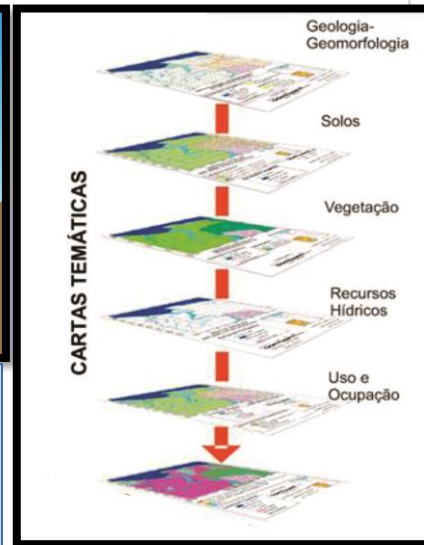 Geologia-
Geomorfologia
Solos
Vegetação
Recursos
Hídricos
Uso e
Ocupação
CARTAS TEMÁTICAS